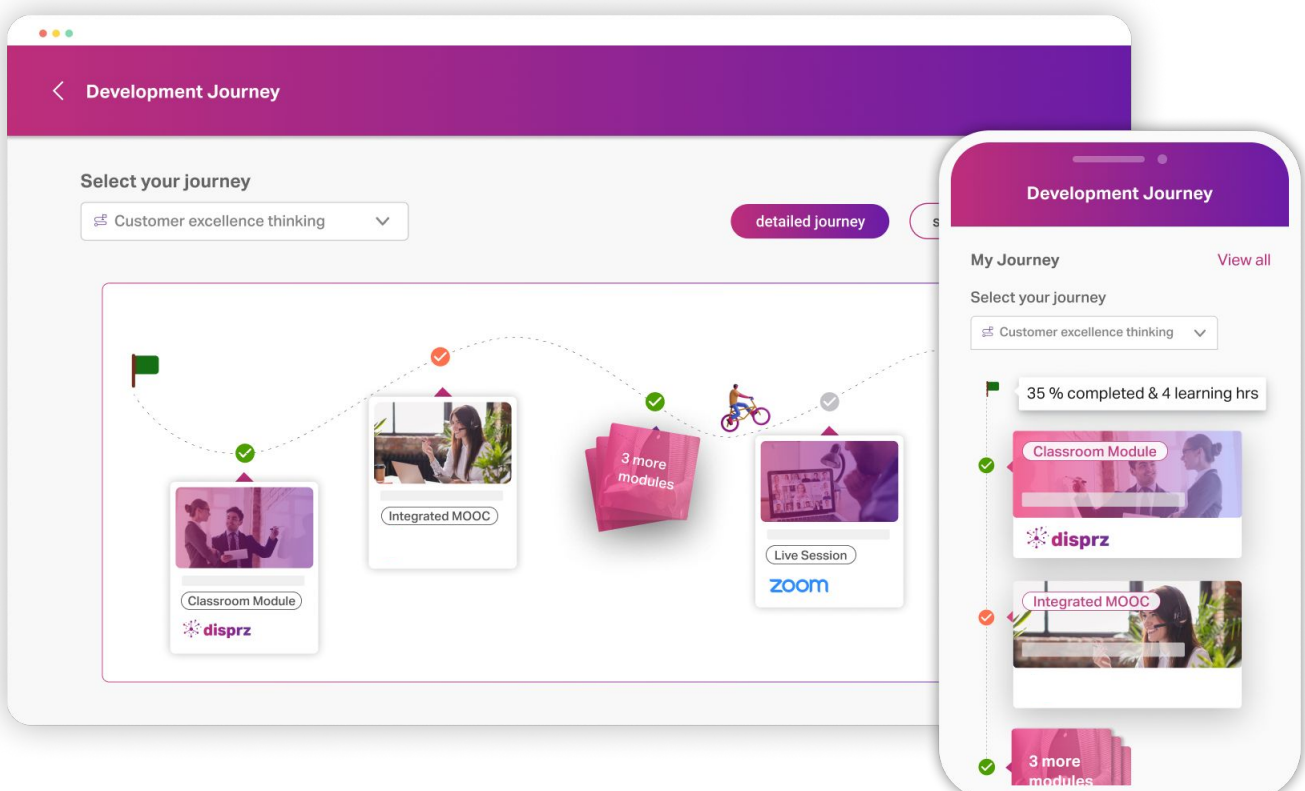 Development Journey
Select your journey
Customer excellence thinking
detailed journey
s
Classroom Module
disprz
Integrated MOOC
3 more
modules
Live Session
zoom
Development Journey
My Journey
View all
Select your journey
Customer excellence thinking
35 % completed & 4 learning hrs
Classroom Module
disprz
Integrated MOOC
3 more
modules